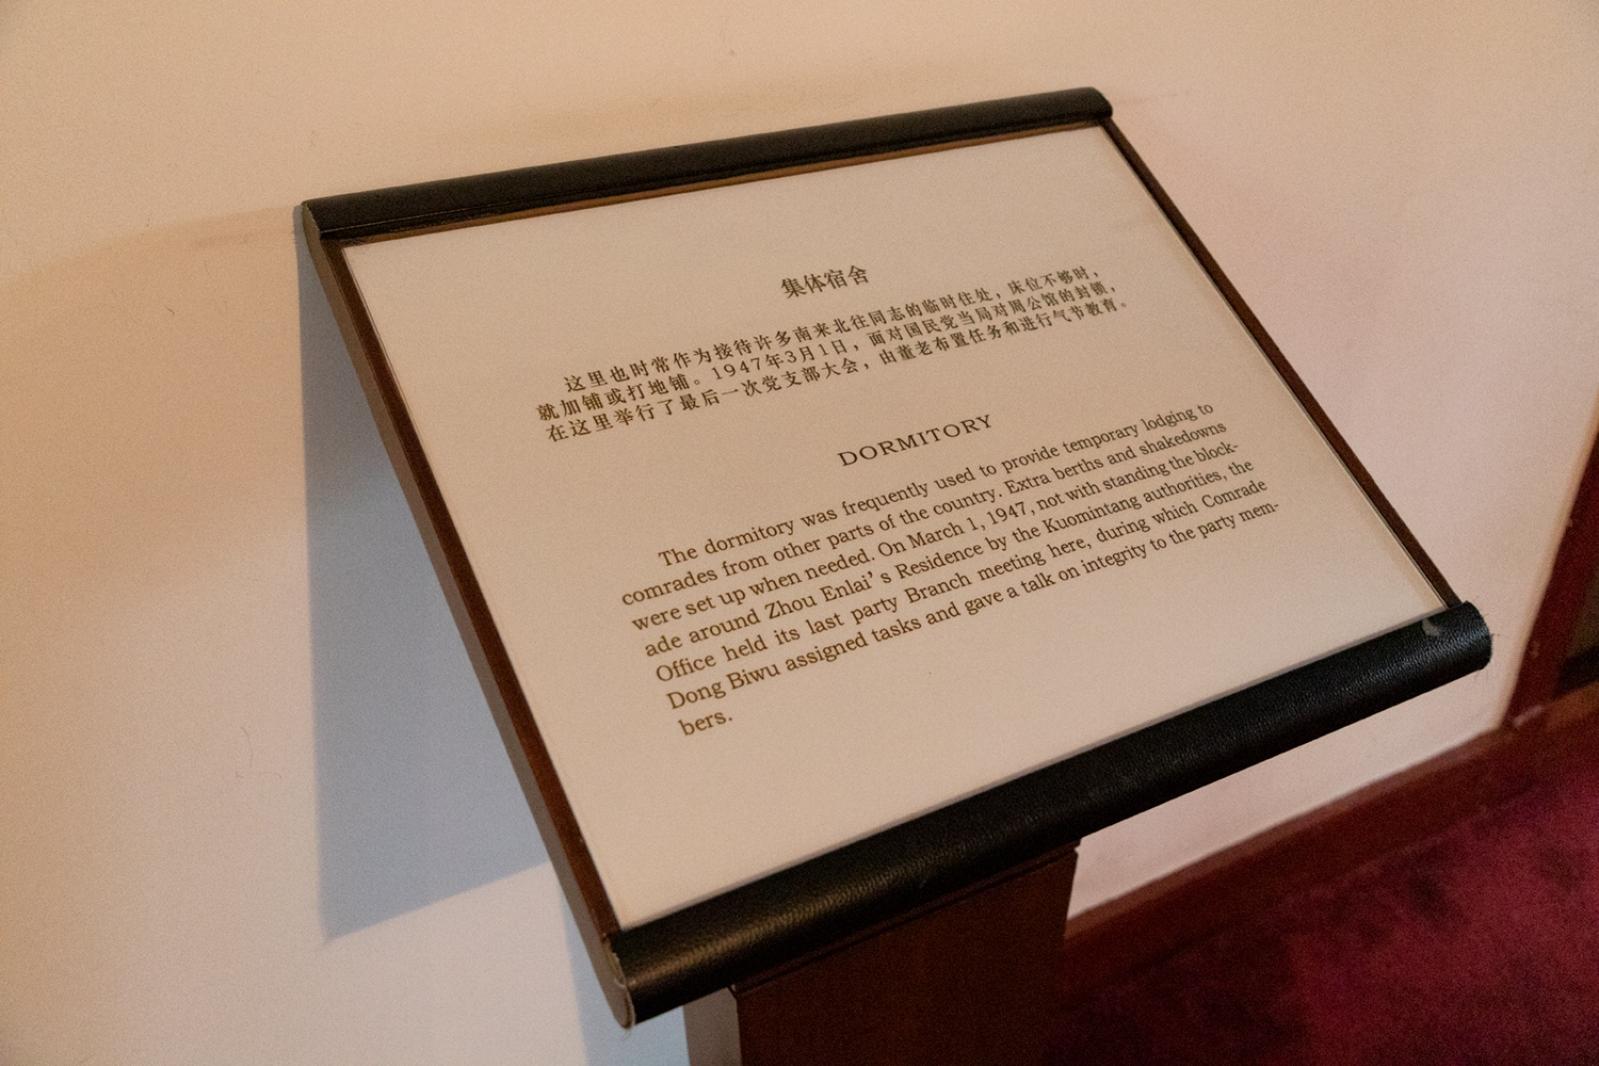 集体宿舍
这里也时常作为接待许多南来北往同志的临时住处，床位不够时，
就加铺或打地铺。1947年3月1日，面对国民党当局对周公馆的封锁，
在这里举行了最后一次党支部大会，由董老布置任务和进行气节教育。
DORMITORY
The dormitory was frequently used to provide temporary lodging to
comrades from other parts of the country. Extra berths and shakedowns
were set up when needed. On March 1, 1947, not with standing the block-
ade around Zhou Enlai’s Residence by the Kuomintang authorities, the
Office held its last party Branch meeting here, during which Comrade
Dong Biwu assigned tasks and gave a talk on integrity to the party mem-
bers.